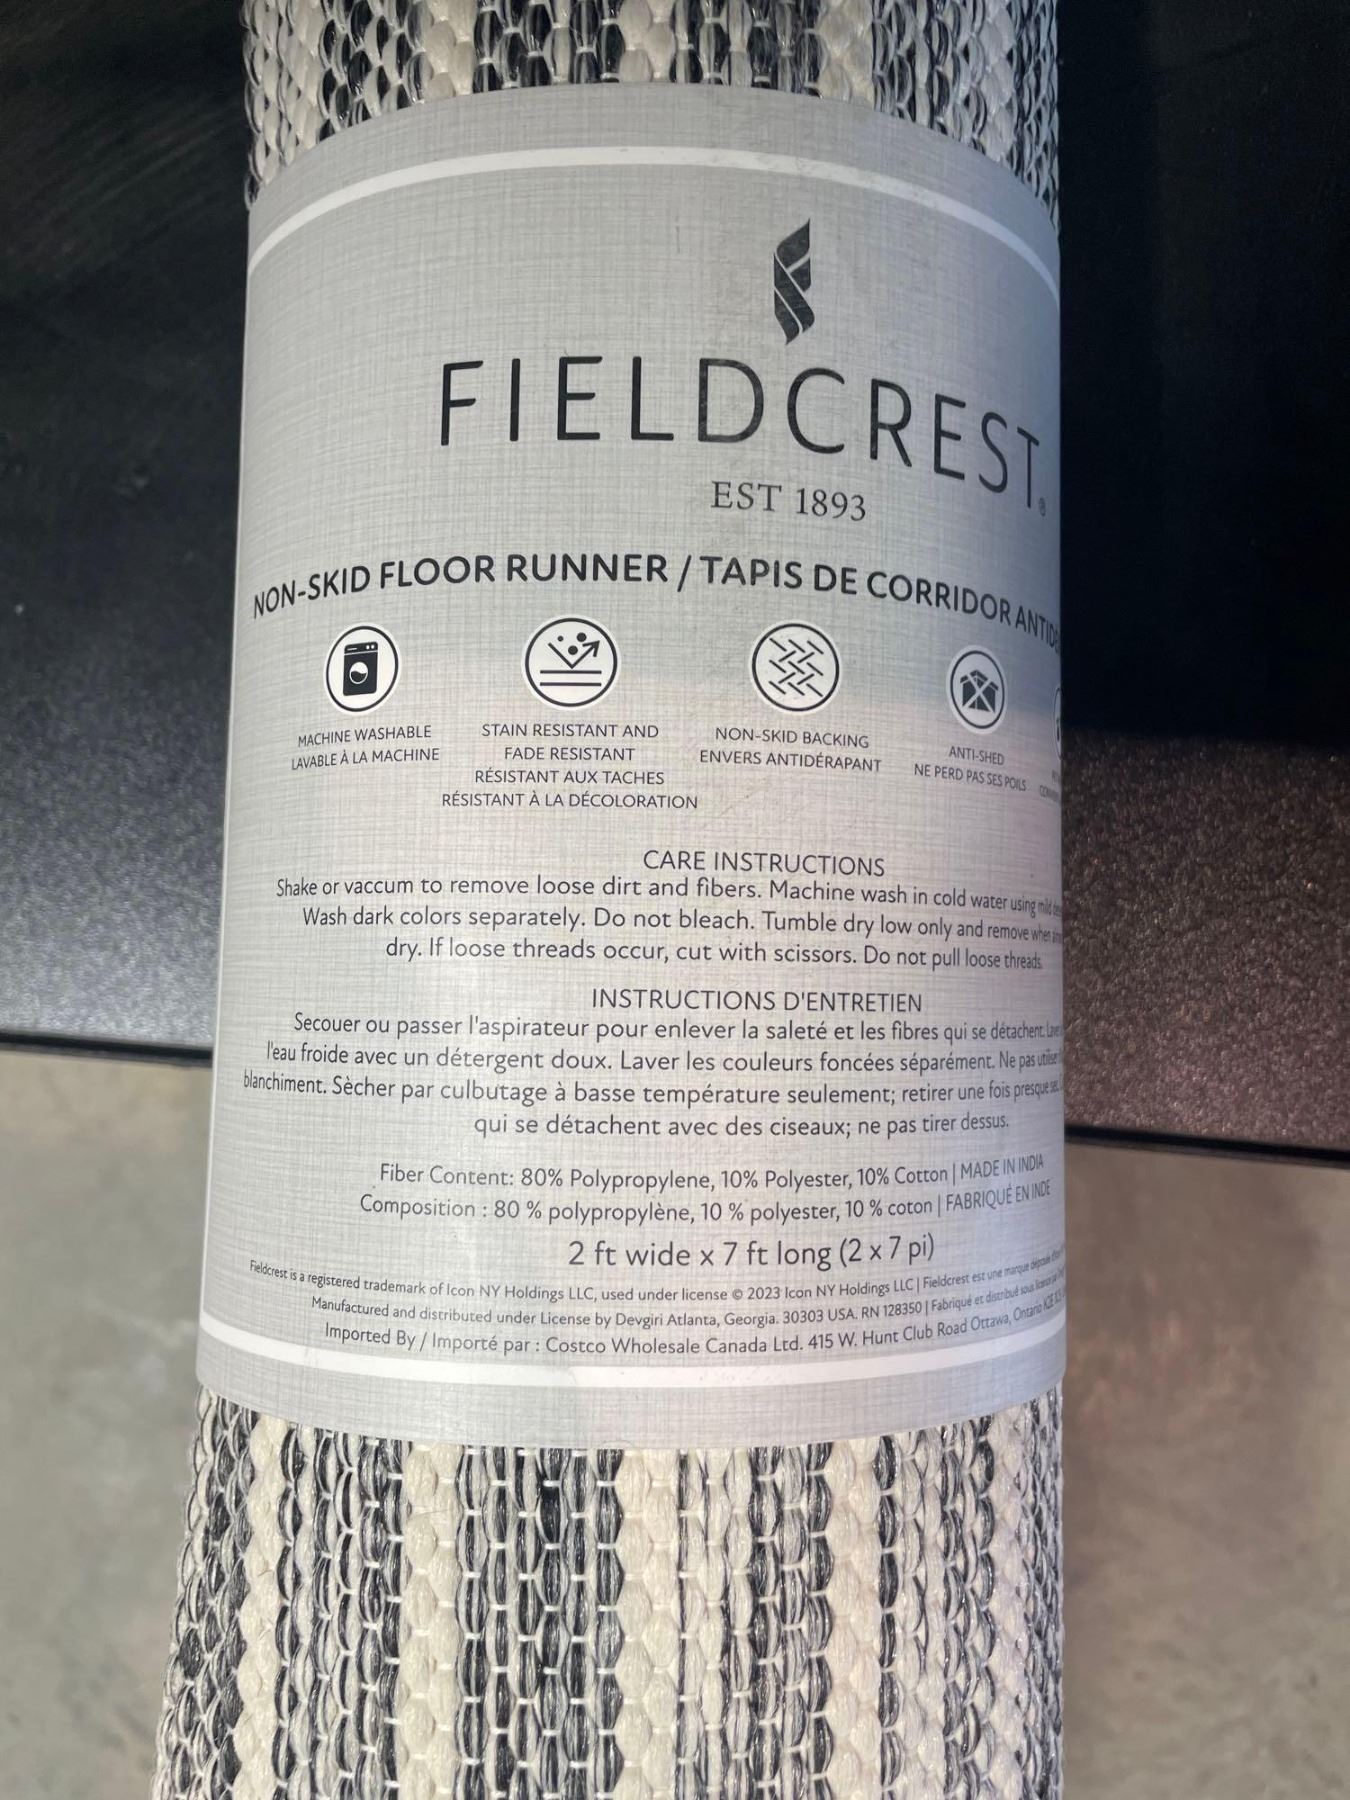 FIELDCREST®
EST 1893
NON-SKID FLOOR RUNNER / TAPIS DE CORRIDOR
MACHINE WASHABLE
LAVABLE À LA MACHINE
STAIN RESISTANT AND
FADE RESISTANT
RÉSISTANT AUX TACHES
RÉSISTANT À LA DÉCOLORATION
NON-SKID BACKING
ENVERS ANTIDÉRAPANT
ANTI-SHED
NE PERD PAS SES POILS
CARE INSTRUCTIONS
Shake or vaccum to remove loose dirt and fibers. Machine wash in cold water using mild
Wash dark colors separately. Do not bleach. Tumble dry low only and remove when
dry. If loose threads occur, cut with scissors. Do not pull loose threads.
INSTRUCTIONS D'ENTRETIEN
Secouer ou passer l'aspirateur pour enlever la saleté et les fibres qui se détachent.
l'eau froide avec un détergent doux. Laver les couleurs foncées séparément. Ne pas utiliser
blanchiment. Sècher par culbutage à basse température seulement; retirer une fois presque
qui se détachent avec des ciseaux; ne pas tirer dessus.
Fiber Content: 80% Polypropylene, 10% Polyester, 10% Cotton | MADE IN INDIA
Composition : 80 % polypropylène, 10 % polyester, 10 % coton | FABRIQUÉ EN INDE
2 ft wide x 7 ft long (2 x 7 pi)
Fieldcrest is a registered trademark of Icon NY Holdings LLC, used under license © 2023 Icon NY Holdings LLC | Fieldcrest est une marque déposée
Manufactured and distributed under License by Devgiri Atlanta, Georgia. 30303 USA. RN 128350 | Fabriqué et distribué sous licence
Imported By / Importé par : Costco Wholesale Canada Ltd. 415 W. Hunt Club Road Ottawa, Ontario